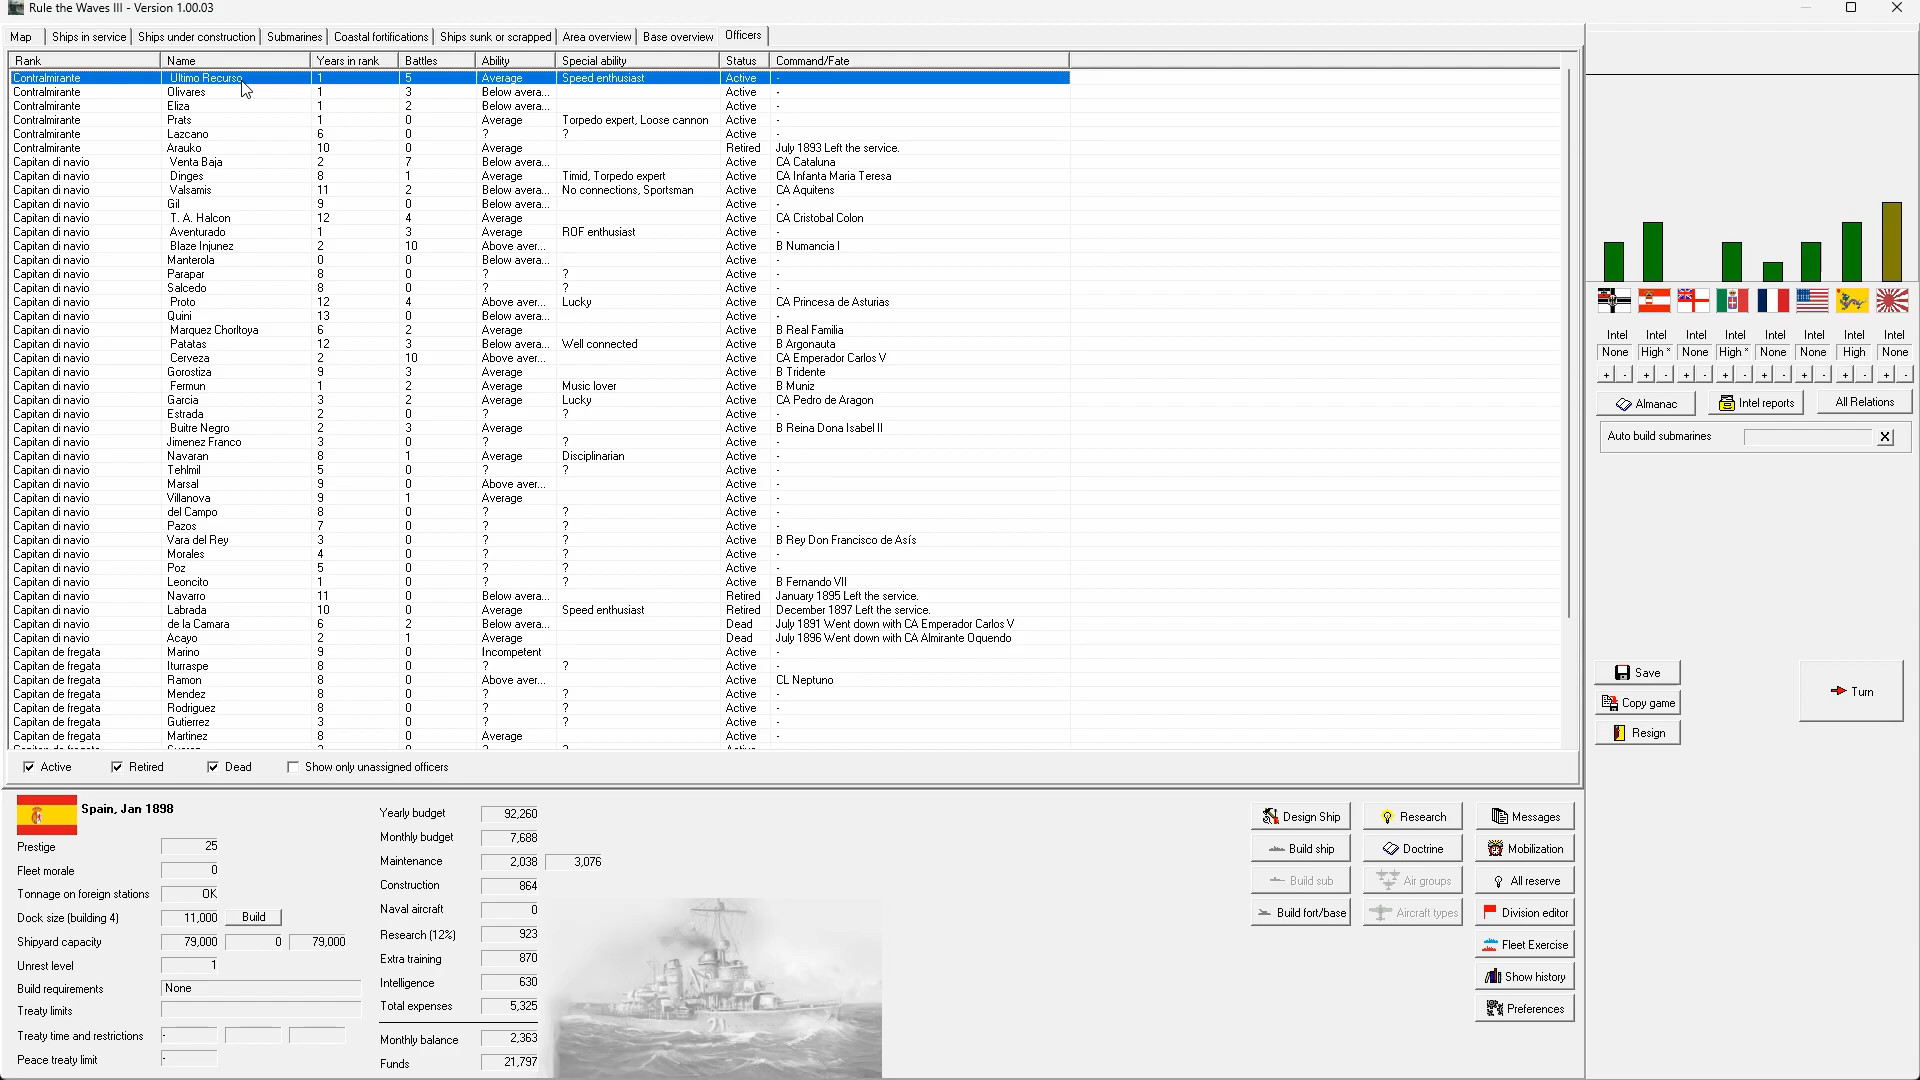 Rule the Waves III - Version 1.00.03
Map Ships in service Ships under construction Submarines Coastal fortifications Ships sunk or scrapped Area overview Base overview Officers
Rank Name Years in rank Battles Ability Special ability Status Command/Fate
Contralmirante Ultimo Recurso 1 5 Average Speed enthusiast Active -
Contralmirante Olivares 1 3 Below avera... Active -
Contralmirante Eliza 1 2 Below avera... Active -
Contralmirante Prats 1 0 Average Torpedo expert, Loose cannon Active -
Contralmirante Lazcano 6 0 ? ? Active -
Contralmirante Arauko 10 0 Average Retired July 1893 Left the service.
Capitan di navio Venta Baja 2 7 Below avera... Active CA Cataluna
Capitan di navio Dinges 8 1 Average Timid, Torpedo expert Active CA Infanta Maria Teresa
Capitan di navio Valsamis 11 2 Below avera... No connections, Sportsman Active CA Aquitens
Capitan di navio Gil 9 0 Below avera... Active -
Capitan di navio T. A. Halcon 12 4 Average Active CA Cristobal Colon
Capitan di navio Aventurado 1 3 Average ROF enthusiast Active -
Capitan di navio Blaze Injunez 2 10 Above aver... Active B Numancia I
Capitan di navio Manterola 0 0 Below avera... Active -
Capitan di navio Parapar 8 0 ? ? Active -
Capitan di navio Salcedo 8 0 ? ? Active -
Capitan di navio Proto 12 4 Above aver... Lucky Active CA Princesa de Asturias
Capitan di navio Quini 13 0 Below avera... Active -
Capitan di navio Marquez Chorltoya 6 2 Average Active B Real Familia
Capitan di navio Patatas 12 3 Below avera... Well connected Active B Argonauta
Capitan di navio Cerveza 2 10 Above aver... Active CA Emperador Carlos V
Capitan di navio Gorostiza 9 3 Average Active B Tridente
Capitan di navio Fermun 1 2 Average Music lover Active B Muniz
Capitan di navio Garcia 3 2 Average Lucky Active CA Pedro de Aragon
Capitan di navio Estrada 2 0 ? ? Active -
Capitan di navio Buitre Negro 2 3 Average Active B Reina Dona Isabel II
Capitan di navio Jimenez Franco 3 0 ? ? Active -
Capitan di navio Navaran 8 1 Average Disciplinarian Active -
Capitan di navio Tehlmil 5 0 ? ? Active -
Capitan di navio Marsal 9 0 Above aver... Active -
Capitan di navio Villanova 9 1 Average Active -
Capitan di navio del Campo 8 0 ? ? Active -
Capitan di navio Pazos 7 0 ? ? Active -
Capitan di navio Vara del Rey 3 0 ? ? Active B Rey Don Francisco de Asís
Capitan di navio Morales 4 0 ? ? Active -
Capitan di navio Poz 5 0 ? ? Active -
Capitan di navio Leoncito 1 0 ? ? Active B Fernando VII
Capitan di navio Navarro 11 0 Below avera... Retired January 1895 Left the service.
Capitan di navio Labrada 10 0 Average Speed enthusiast Retired December 1897 Left the service.
Capitan di navio de la Camara 6 2 Below avera... Dead July 1891 Went down with CA Emperador Carlos V
Capitan di navio Acayo 2 1 Average Dead July 1896 Went down with CA Almirante Oquendo
Capitan de fregata Marino 9 0 Incompetent Active -
Capitan de fregata Iturraspe 8 0 ? ? Active -
Capitan de fregata Ramon 8 0 Above aver... Active CL Neptuno
Capitan de fregata Mendez 8 0 ? ? Active -
Capitan de fregata Rodriguez 8 0 ? ? Active -
Capitan de fregata Gutierrez 3 0 ? ? Active -
Capitan de fregata Martinez 8 0 Average Active -
Active Retired Dead Show only unassigned officers
Intel Intel Intel Intel Intel Intel Intel Intel
None High * None High * None None High None
+ - + - + - + - + - + - + - + -
Almanac Intel reports All Relations
Auto build submarines X
Save
Copy game
Resign
Turn
Spain, Jan 1898
Prestige 25
Fleet morale 0
Tonnage on foreign stations OK
Dock size (building 4) 11,000 Build
Shipyard capacity 79,000 0 79,000
Unrest level 1
Build requirements None
Treaty limits
Treaty time and restrictions -
Peace treaty limit -
Yearly budget 92,260
Monthly budget 7,688
Maintenance 2,038 3,076
Construction 864
Naval aircraft 0
Research (12%) 923
Extra training 870
Intelligence 630
Total expenses 5,325
Monthly balance 2,363
Funds 21,797
Design Ship Research Messages
Build ship Doctrine Mobilization
Build sub Air groups All reserve
Build fort/base Aircraft types Division editor
Fleet Exercise
Show history
Preferences